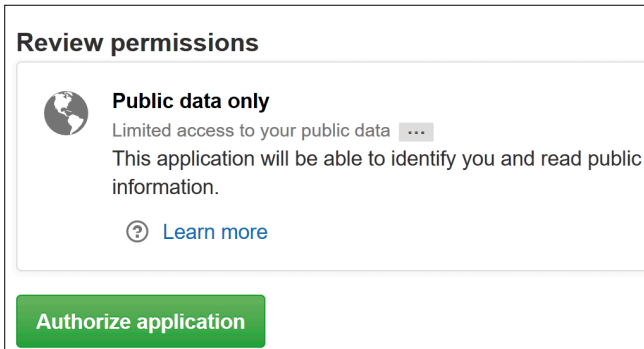 Review permissions
Public data only
Limited access to your public data ...
This application will be able to identify you and read public
information.
? Learn more
Authorize application